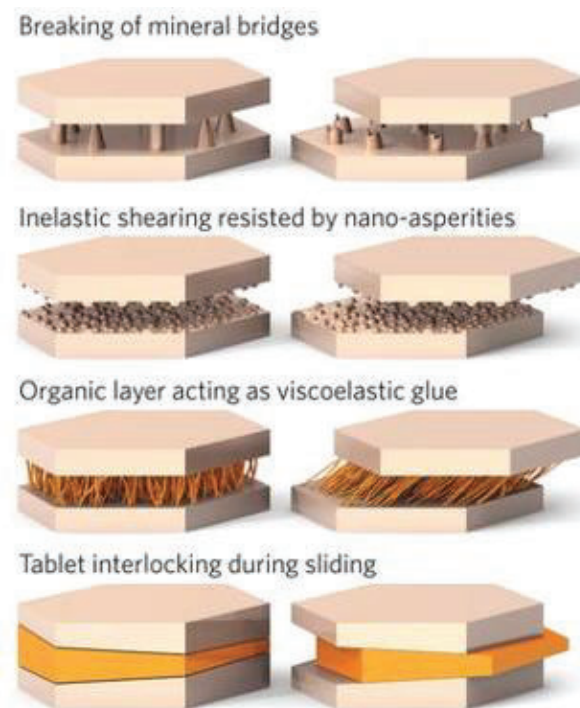 Breaking of mineral bridges
Inelastic shearing resisted by nano-asperities
Organic layer acting as viscoelastic glue
Tablet interlocking during sliding